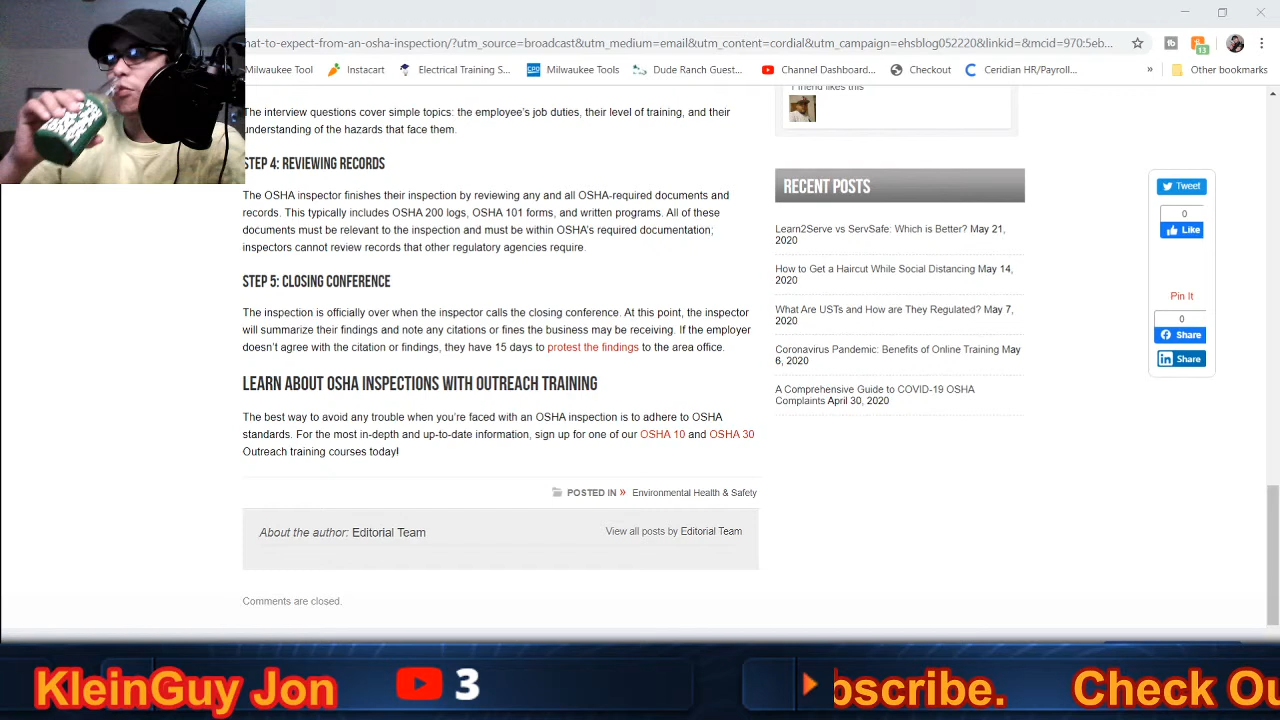 hat-to-expect-from-an-osha-inspection/?utm_source=broadcast&utm_medium=email&utm_content=cordial&utm_campaign=ehsblog052220&linkid=&mcid=970:5eb...
13
Milwaukee Tool
Instacart
Electrical Training S...
CPO
Milwaukee Tools
Dude Ranch Guest...
Channel Dashboard...
Checkout
Ceridian HR/Payroll...
»
Other bookmarks
The interview questions cover simple topics: the employee's job duties, their level of training, and their
understanding of the hazards that face them.
STEP 4: REVIEWING RECORDS
The OSHA inspector finishes their inspection by reviewing any and all OSHA-required documents and
records. This typically includes OSHA 200 logs, OSHA 101 forms, and written programs. All of these
documents must be relevant to the inspection and must be within OSHA's required documentation;
inspectors cannot review records that other regulatory agencies require.
STEP 5: CLOSING CONFERENCE
The inspection is officially over when the inspector calls the closing conference. At this point, the inspector
will summarize their findings and note any citations or fines the business may be receiving. If the employer
doesn't agree with the citation or findings, they have 15 days to protest the findings to the area office.
LEARN ABOUT OSHA INSPECTIONS WITH OUTREACH TRAINING
The best way to avoid any trouble when you're faced with an OSHA inspection is to adhere to OSHA
standards. For the most in-depth and up-to-date information, sign up for one of our OSHA 10 and OSHA 30
Outreach training courses today!
POSTED IN » Environmental Health & Safety
About the author: Editorial Team
View all posts by Editorial Team
Comments are closed.
Friend likes this
RECENT POSTS
Learn2Serve vs ServSafe: Which is Better? May 21,
2020
How to Get a Haircut While Social Distancing May 14,
2020
What Are USTs and How are They Regulated? May 7,
2020
Coronavirus Pandemic: Benefits of Online Training May
6, 2020
A Comprehensive Guide to COVID-19 OSHA
Complaints April 30, 2020
Tweet
0
Like
Pin It
0
Share
Share
KleinGuy Jon
3
bscribe.
Check Ou